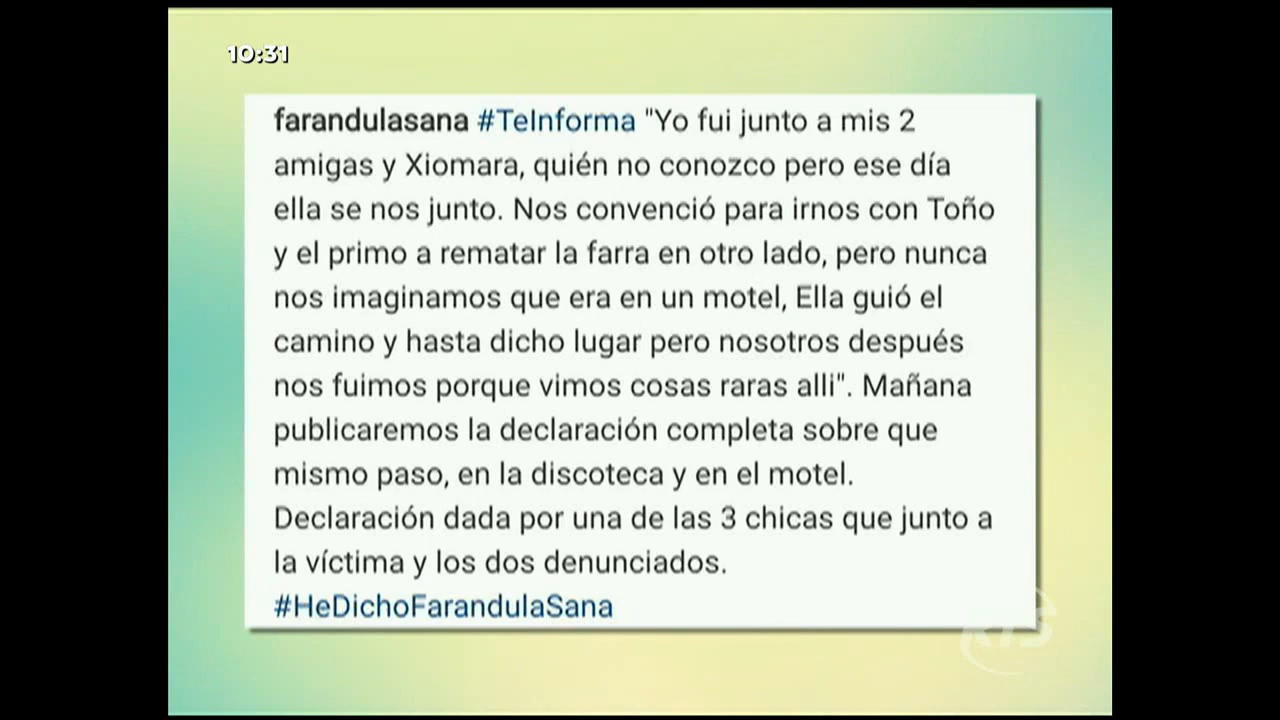 10:31
farandulasana #TeInforma "Yo fui junto a mis 2
amigas y Xiomara, quién no conozco pero ese día
ella se nos junto. Nos convenció para irnos con Toño
y el primo a rematar la farra en otro lado, pero nunca
nos imaginamos que era en un motel, Ella guió el
camino y hasta dicho lugar pero nosotros después
nos fuimos porque vimos cosas raras alli". Mañana
publicaremos la declaración completa sobre que
mismo paso, en la discoteca y en el motel.
Declaración dada por una de las 3 chicas que junto a
la víctima y los dos denunciados.
#HeDichoFarandulaSana
RTS